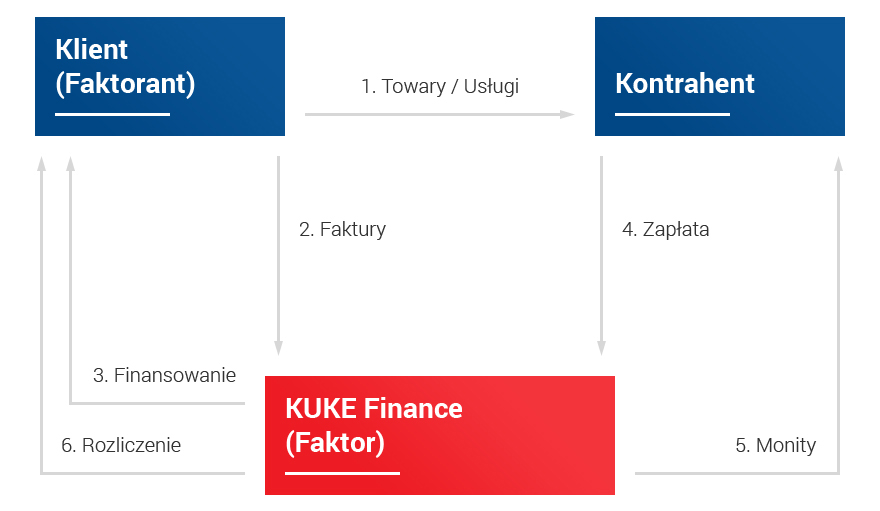 Klient
(Faktorant)
1. Towary / Usługi
Kontrahent
2. Faktury
4. Zapłata
3. Finansowanie
KUKE Finance
(Faktor)
6. Rozliczenie
5. Monity